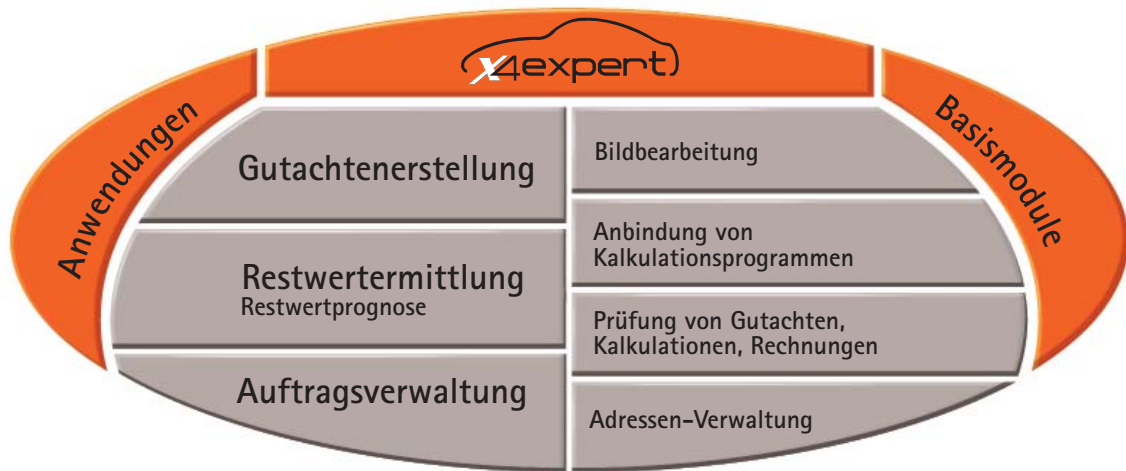 x4expert
Anwendungen
Basismodule
Gutachtenerstellung
Restwertermittlung
Restwertprognose
Auftragsverwaltung
Bildbearbeitung
Anbindung von
Kalkulationsprogrammen
Prüfung von Gutachten,
Kalkulationen, Rechnungen
Adressen-Verwaltung